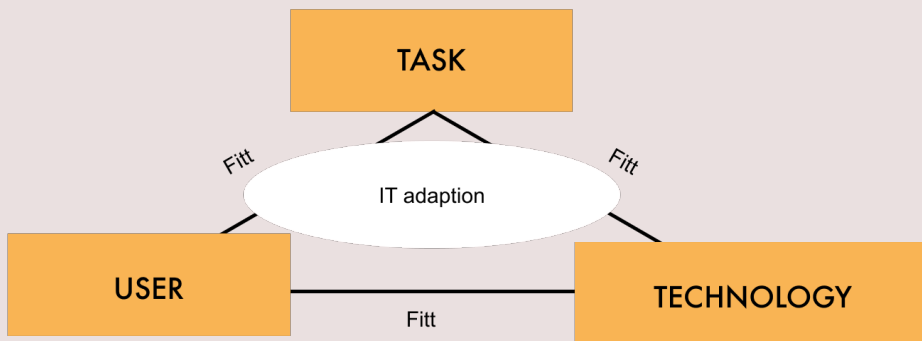 TASK
Fitt
Fitt
IT adaption
USER
TECHNOLOGY
Fitt